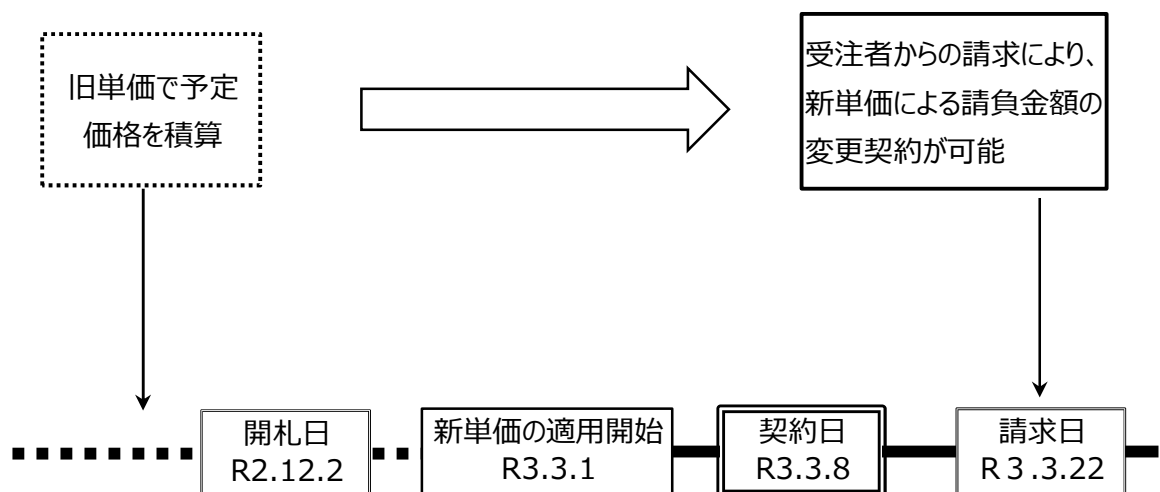 旧単価で予定
価格を積算
受注者からの請求により、
新単価による請負金額の
変更契約が可能
開札日
R2.12.2
新単価の適用開始
R3.3.1
契約日
R3.3.8
請求日
R３.3.22